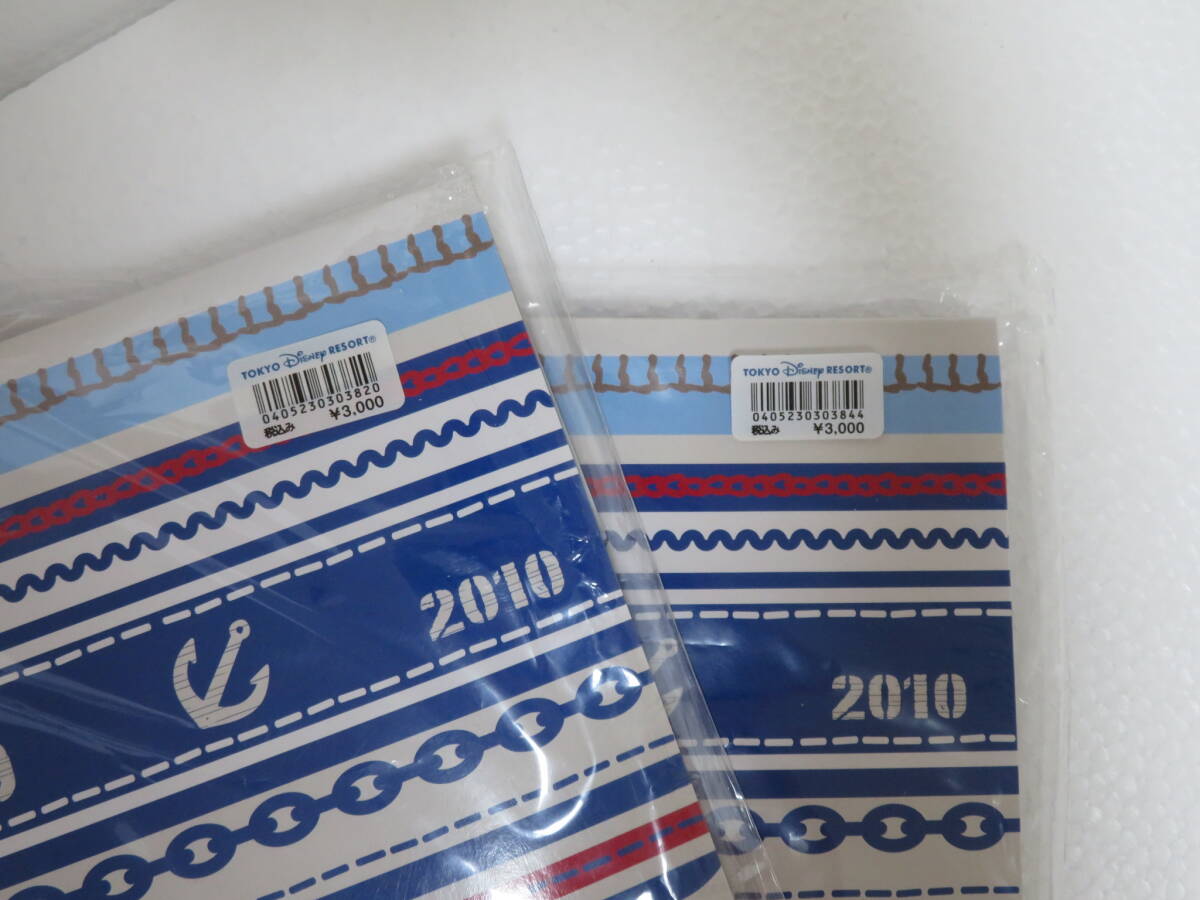 TOKYO Disney RESORT®
0405230303820
税込み ¥3,000
2010
TOKYO Disney RESORT®
0405230303844
税込み ¥3,000
2010